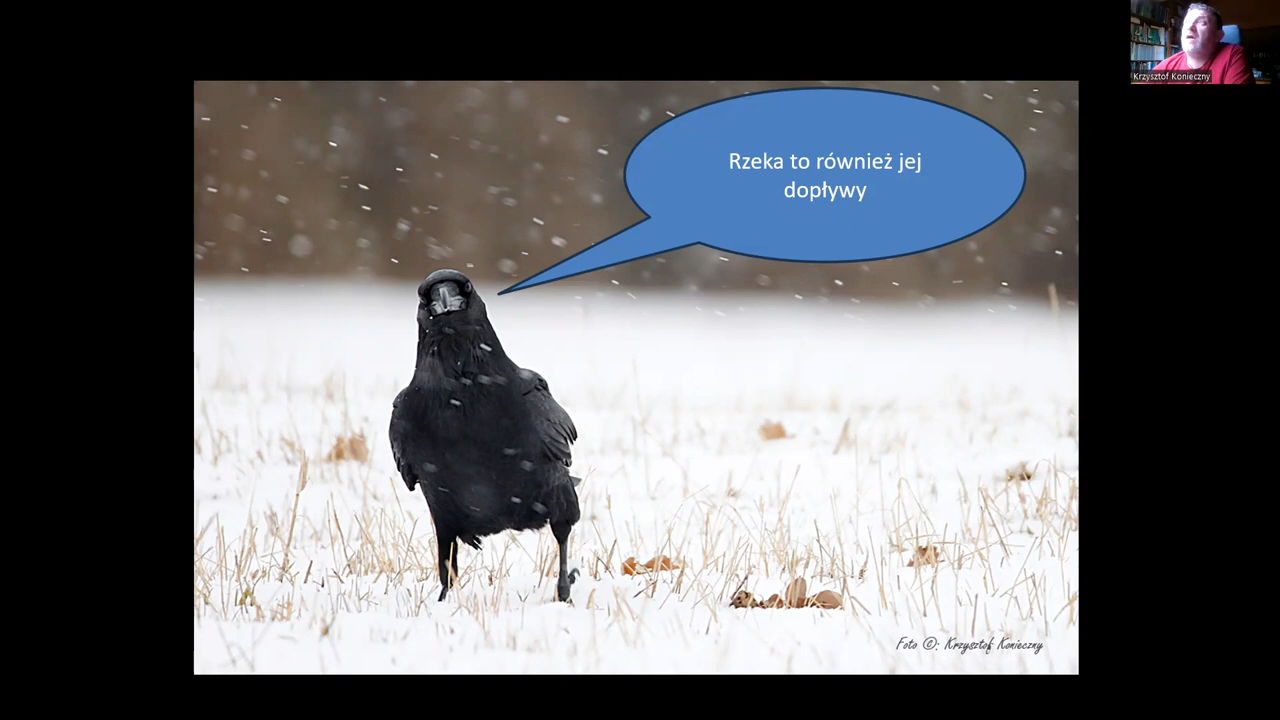 Krzysztof Konieczny
Rzeka to również jej
dopływy
Foto ©: Krzysztof Konieczny